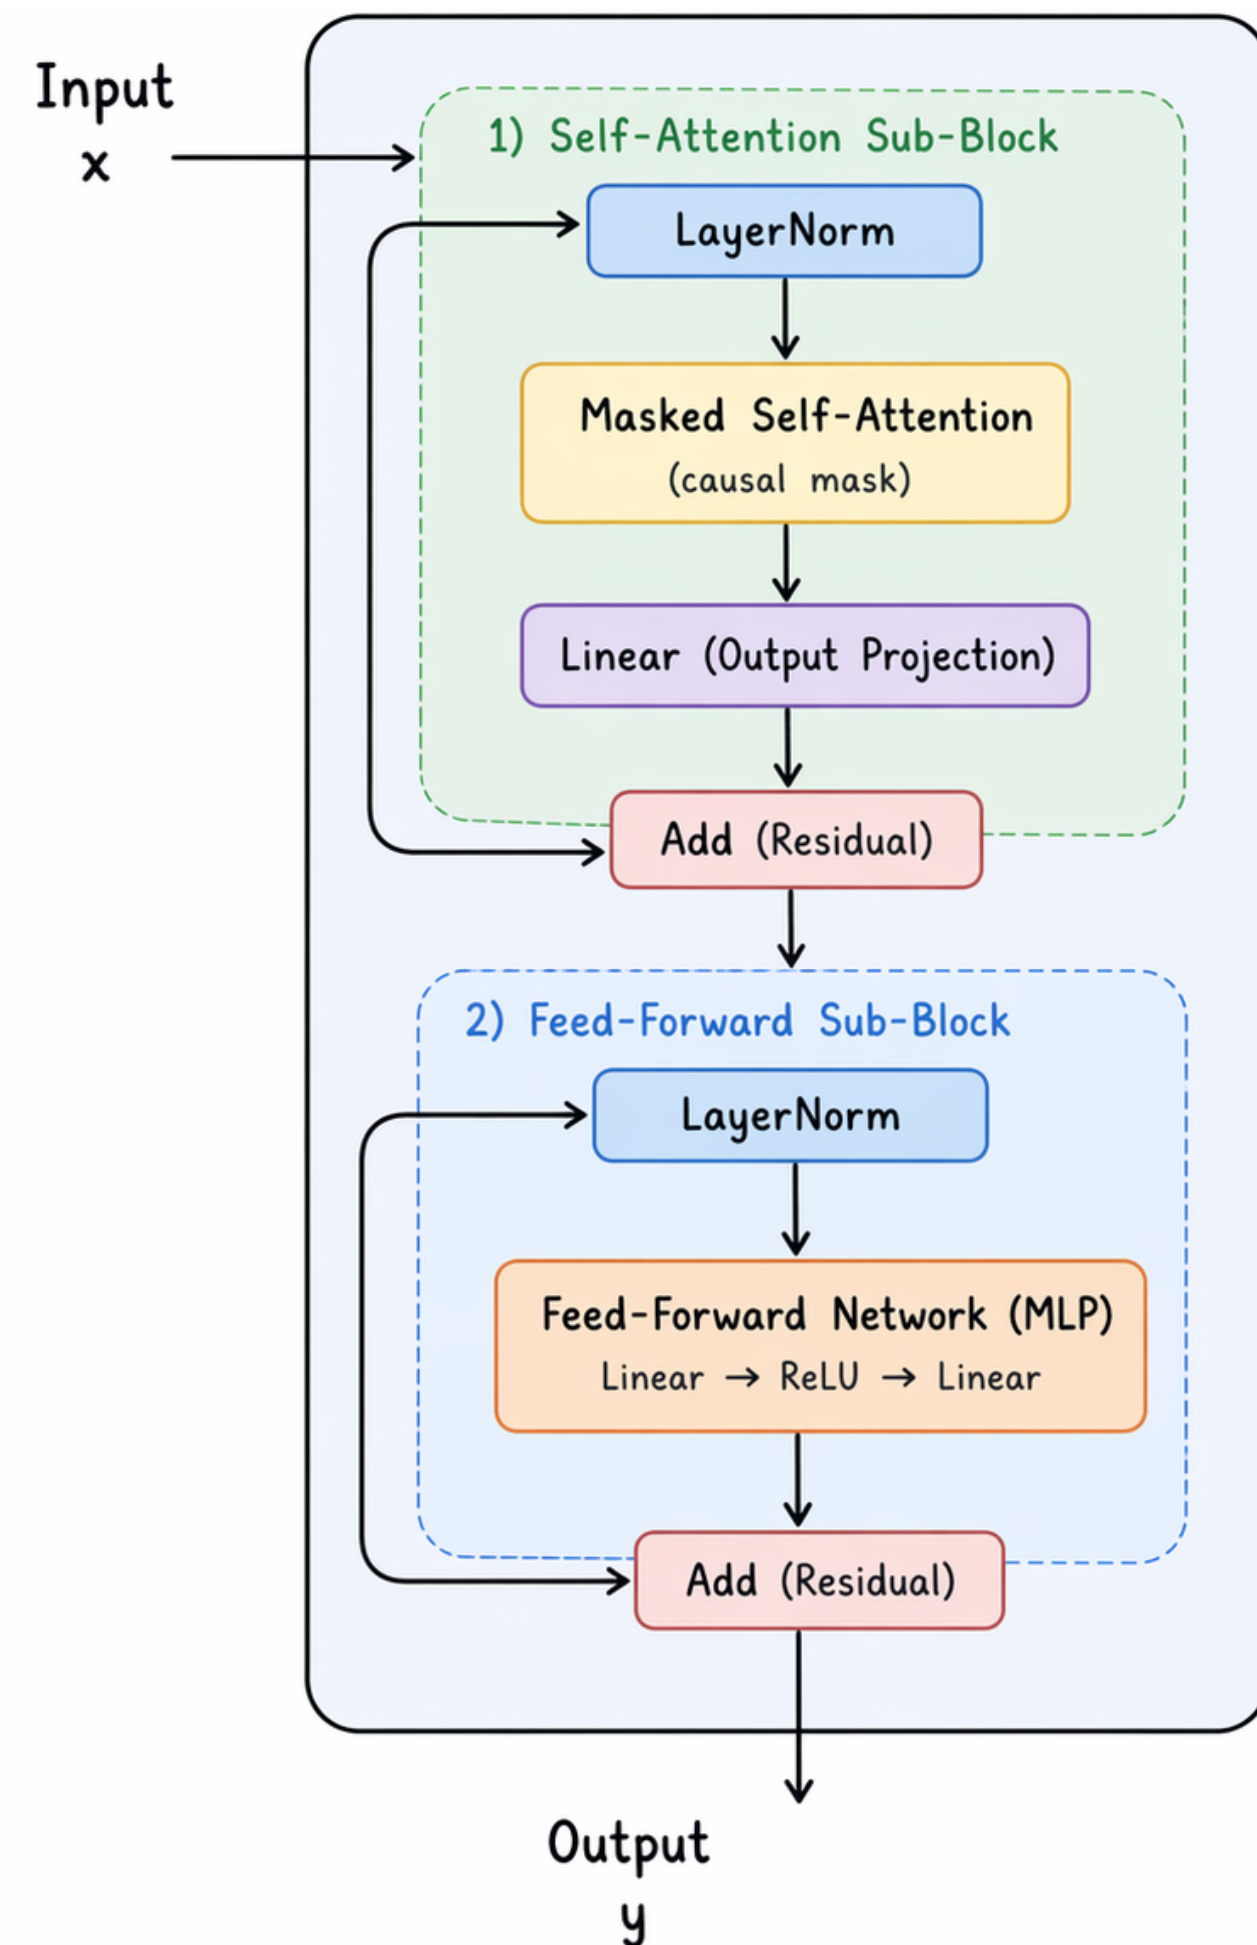 Input
x
1) Self-Attention Sub-Block
LayerNorm
Masked Self-Attention
(causal mask)
Linear (Output Projection)
Add (Residual)
2) Feed-Forward Sub-Block
LayerNorm
Feed-Forward Network (MLP)
Linear → ReLU → Linear
Add (Residual)
Output
y